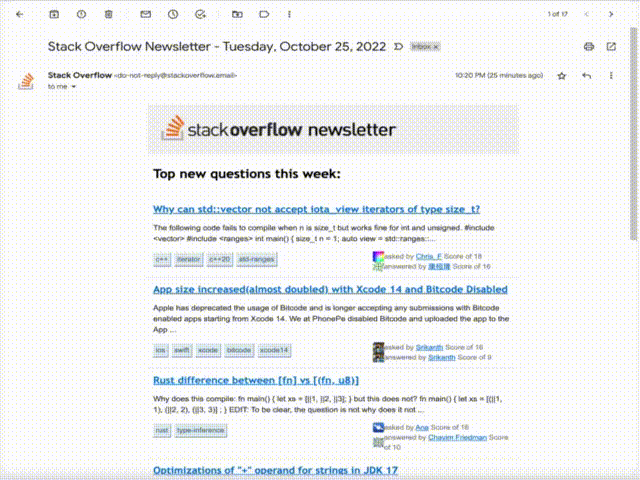 1 of 17
Stack Overflow Newsletter - Tuesday, October 25, 2022
Inbox ×
Stack Overflow <do-not-reply@stackoverflow.email>
10:20 PM (25 minutes ago)
to me
stackoverflow newsletter
Top new questions this week:
Why can std::vector not accept iota_view iterators of type size_t?
The following code fails to compile when n is size_t but works fine for int and unsigned. #include
<vector> #include <ranges> int main() { size_t n = 1; auto view = std::ranges::...
c++ iterator c++20 std-ranges
asked by Chris_F Score of 18
answered by 康桓瑋 Score of 16
App size increased(almost doubled) with Xcode 14 and Bitcode Disabled
Apple has deprecated the usage of Bitcode and is longer accepting any submissions with Bitcode
enabled apps starting from Xcode 14. We at PhonePe disabled Bitcode and uploaded the app to the
App ...
ios swift xcode bitcode xcode14
asked by Srikanth Score of 16
answered by Srikanth Score of 9
Rust difference between [fn] vs [(fn, u8)]
Why does this compile: fn main() { let xs = [||1, ||2, ||3]; } but this does not? fn main() { let xs = [(||1,
1), (||2, 2), (||3, 3)] ; } EDIT: To be clear, the question is not why does it not ...
rust type-inference
asked by Ana Score of 16
answered by Chayim Friedman Score
of 10
Optimizations of "+" operand for strings in JDK 17